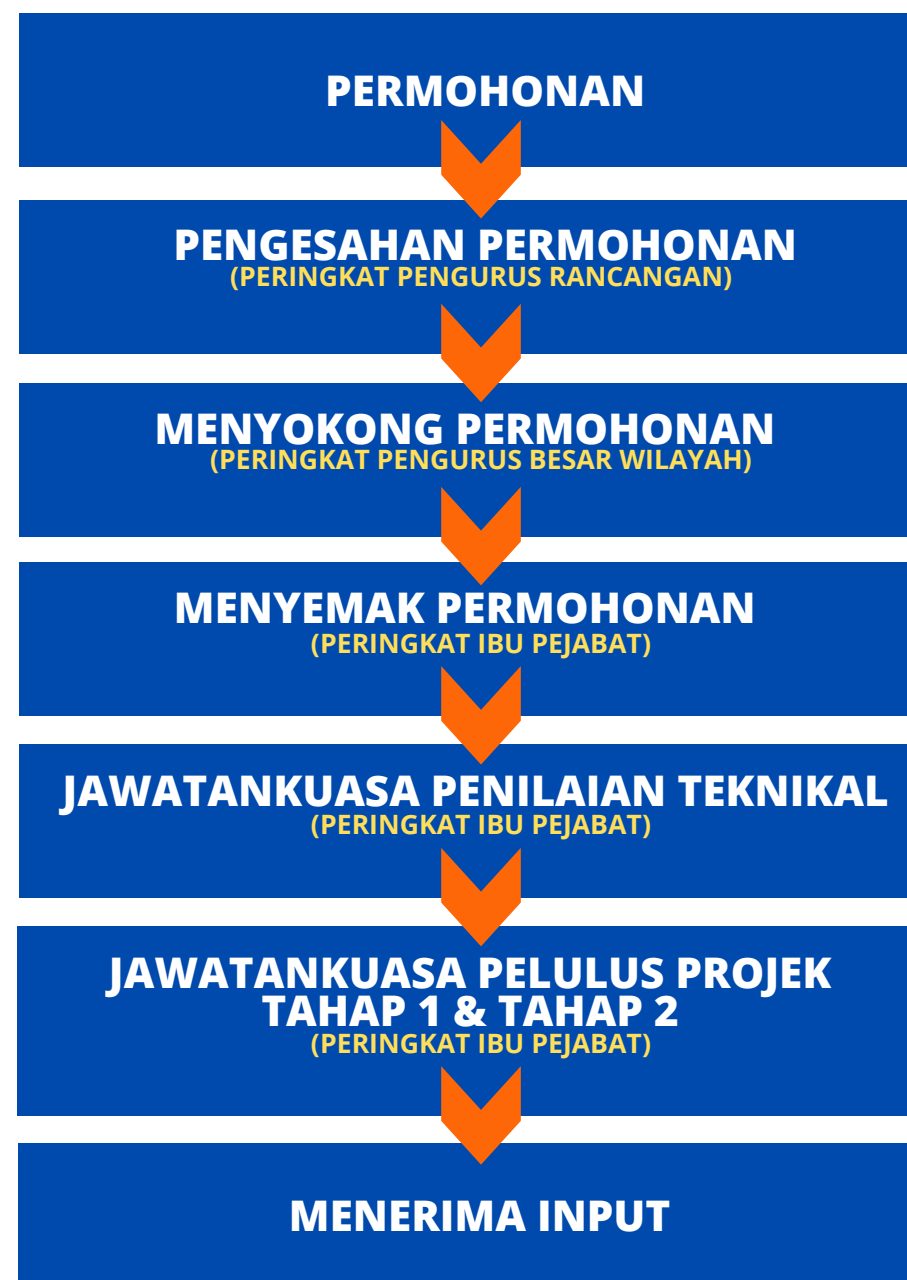 PERMOHONAN
PENGESAHAN PERMOHONAN
(PERINGKAT PENGURUS RANCANGAN)
MENYOKONG PERMOHONAN
(PERINGKAT PENGURUS BESAR WILAYAH)
MENYEMAK PERMOHONAN
(PERINGKAT IBU PEJABAT)
JAWATANKUASA PENILAIAN TEKNIKAL
(PERINGKAT IBU PEJABAT)
JAWATANKUASA PELULUS PROJEK
TAHAP 1 & TAHAP 2
(PERINGKAT IBU PEJABAT)
MENERIMA INPUT